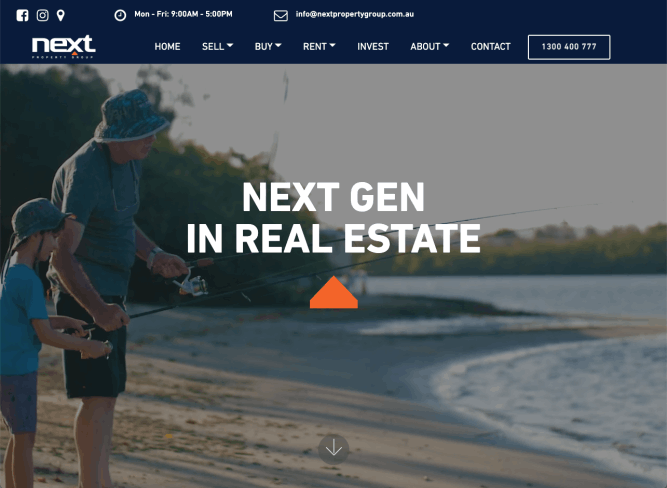 Mon - Fri: 9:00AM - 5:00PM
info@nextpropertygroup.com.au
next
PROPERTY GROUP
HOME
SELL
BUY
RENT
INVEST
ABOUT
CONTACT
1300 400 777
NEXT GEN
IN REAL ESTATE